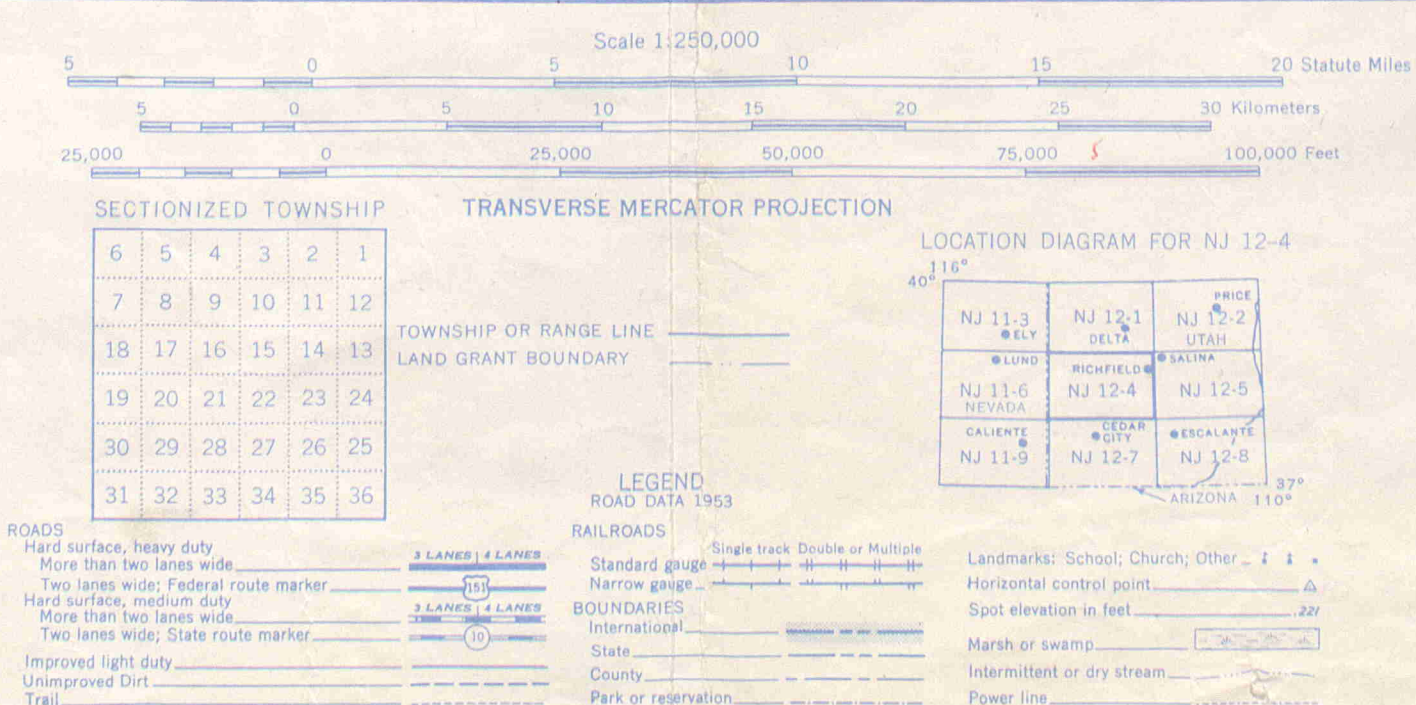 Scale 1:250,000
5 0 5 10 15 20 Statute Miles
5 0 5 10 15 20 25 30 Kilometers
25,000 0 25,000 50,000 75,000 100,000 Feet
SECTIONIZED TOWNSHIP
6 5 4 3 2 1
7 8 9 10 11 12
18 17 16 15 14 13
19 20 21 22 23 24
30 29 28 27 26 25
31 32 33 34 35 36
TRANSVERSE MERCATOR PROJECTION
TOWNSHIP OR RANGE LINE
LAND GRANT BOUNDARY
LOCATION DIAGRAM FOR NJ 12-4
116°
40°
NJ 11-3
ELY
NJ 12-1
DELTA
PRICE
NJ 12-2
UTAH
LUND
NJ 11-6
NEVADA
RICHFIELD
NJ 12-4
SALINA
NJ 12-5
CALIENTE
NJ 11-9
CEDAR
CITY
NJ 12-7
ESCALANTE
NJ 12-8
37°
ARIZONA 110°
LEGEND
ROAD DATA 1953
ROADS
Hard surface, heavy duty
More than two lanes wide 3 LANES | 4 LANES
Two lanes wide; Federal route marker 151
Hard surface, medium duty
More than two lanes wide 3 LANES | 4 LANES
Two lanes wide; State route marker 10
Improved light duty
Unimproved Dirt
Trail
RAILROADS
Single track Double or Multiple
Standard gauge
Narrow gauge
BOUNDARIES
International
State
County
Park or reservation
Landmarks: School; Church; Other
Horizontal control point
Spot elevation in feet .221
Marsh or swamp
Intermittent or dry stream
Power line